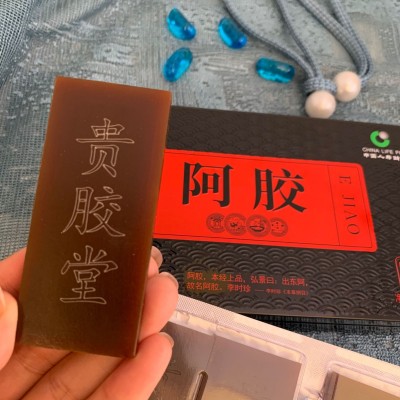 贵胶堂
CHINA LIFE
中国人寿
阿胶
E JIAO
阿胶，本经上品，弘景曰：出东阿，
故名阿胶。李时珍